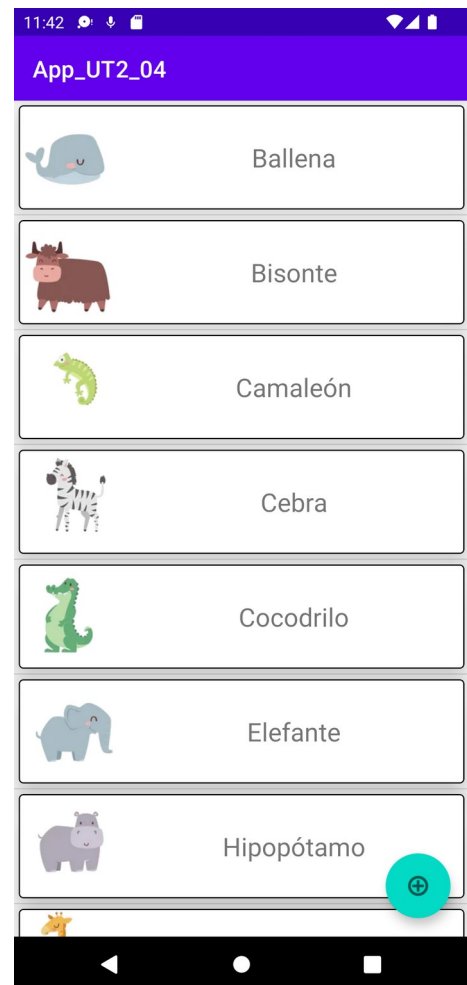 11:42
App_UT2_04
Ballena
Bisonte
Camaleón
Cebra
Cocodrilo
Elefante
Hipopótamo